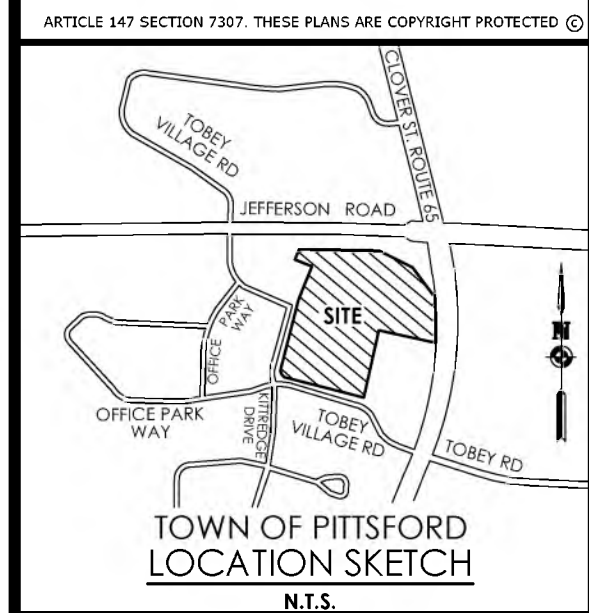 ARTICLE 147 SECTION 7307. THESE PLANS ARE COPYRIGHT PROTECTED ©
CLOVER ST. ROUTE 65
TOBEY
VILLAGE RD
JEFFERSON ROAD
SITE
N
OFFICE PARK
WAY
OFFICE PARK
WAY
KITTREDGE
DRIVE
TOBEY
VILLAGE RD
TOBEY RD
TOWN OF PITTSFORD
LOCATION SKETCH
N.T.S.